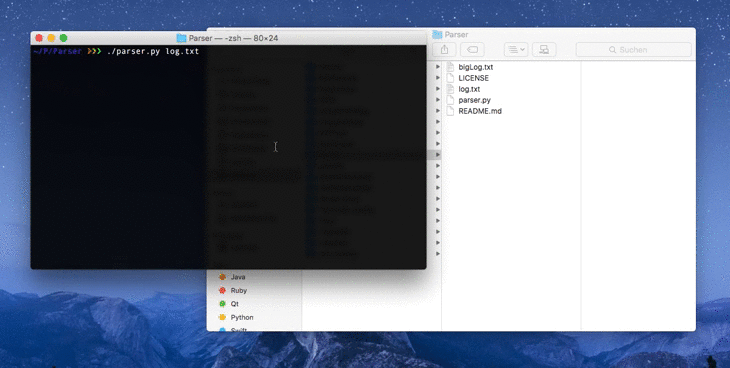 Parser — -zsh — 80×24
~/P/Parser ❯❯❯ ./parser.py log.txt
Parser
Suchen
bigLog.txt
LICENSE
log.txt
parser.py
README.md
Java
Ruby
Qt
Python
Swift